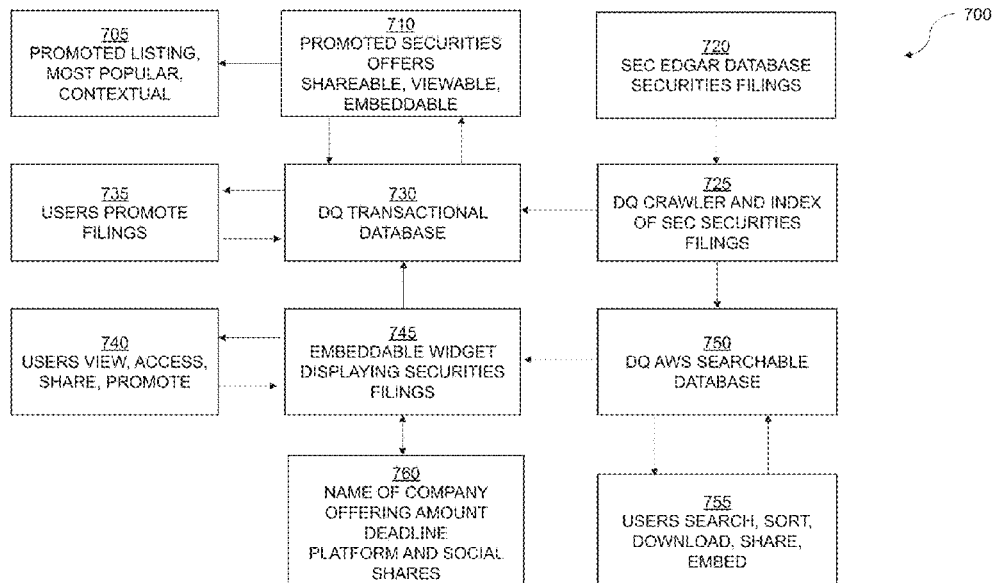 700
705
PROMOTED LISTING,
MOST POPULAR,
CONTEXTUAL
710
PROMOTED SECURITIES
OFFERS
SHAREABLE, VIEWABLE,
EMBEDDABLE
720
SEC EDGAR DATABASE
SECURITIES FILINGS
735
USERS PROMOTE
FILINGS
730
DQ TRANSACTIONAL
DATABASE
725
DQ CRAWLER AND INDEX
OF SEC SECURITIES
FILINGS
740
USERS VIEW, ACCESS,
SHARE, PROMOTE
745
EMBEDDABLE WIDGET
DISPLAYING SECURITIES
FILINGS
750
DQ AWS SEARCHABLE
DATABASE
760
NAME OF COMPANY
OFFERING AMOUNT
DEADLINE
PLATFORM AND SOCIAL
SHARES
755
USERS SEARCH, SORT,
DOWNLOAD, SHARE,
EMBED